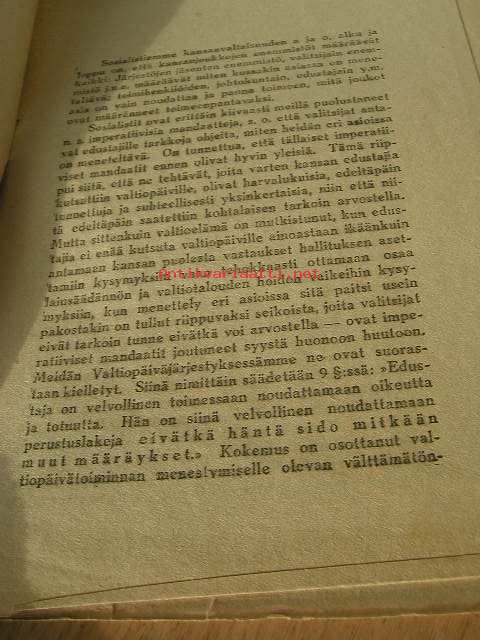 Sosialistiemme kansanvaltaisuuden a ja o, alku ja
loppu on, että kansanjoukkojen enemmistöt määräävät
kaikki: Järjestöjen jäsenten enemmistö, valitsijain enem-
mistö j.n.e. määräävät miten kussakin asiassa on mene-
teltävä; toimihenkilöiden, johtokuntain, edustajain y.m.
asia on vain noudattaa ja panna toimeen, mitä joukot
ovat määränneet toimeenpantavaksi.
Sosialistit ovat erittäin kiivaasti meillä puolustaneet
n. s. imperatiivisia mandaatteja, s. o. että valitsijat anta-
vat edustajille tarkkoja ohjeita, miten heidän eri asioissa
on meneteltävä. On tunnettua, että tällaiset imperatii-
viset mandaatit ennen olivat hyvin yleisiä. Tämä riip-
pui siitä, että ne tehtävät, joita varten kansan edustajia
kutsuttiin valtiopäiville, olivat harvalukuisia, edeltäpäin
tunnettuja ja suhteellisesti yksinkertaisia, niin että nii-
tä edeltäpäin saatettiin kohtalaisen tarkoin arvostella.
Mutta sittenkuin valtioelämä on mutkistunut, kun edus-
tajia ei enää kutsuta valtiopäiville ainoastaan ikäänkuin
antamaan kansan puolesta vastaukset hallituksen aset-
tamiin kysymyksiin, vaan tehokkaasti ottamaan osaa
lainsäädännön ja valtiotalouden hoidon vaikeihin kysy-
myksiin, kun menettely eri asioissa sitä paitsi usein
pakostakin on tullut riippuvaksi seikoista, joita valitsijat
eivät tarkoin tunne eivätkä voi arvostella — ovat impe-
ratiiviset mandaatit joutuneet syystä huonoon huutoon.
Meidän Valtiopäiväjärjestyksessämme ne ovat suoras-
taan kielletyt. Siinä nimittäin säädetään 9 §:ssä: »Edus-
taja on velvollinen toimessaan noudattamaan oikeutta
ja totuutta. Hän on siinä velvollinen noudattamaan
perustuslakeja eivätkä häntä sido mitkään
muut määräykset.» Kokemus on osottanut val-
tiopäivätoiminnan menestymiselle olevan välttämätön-